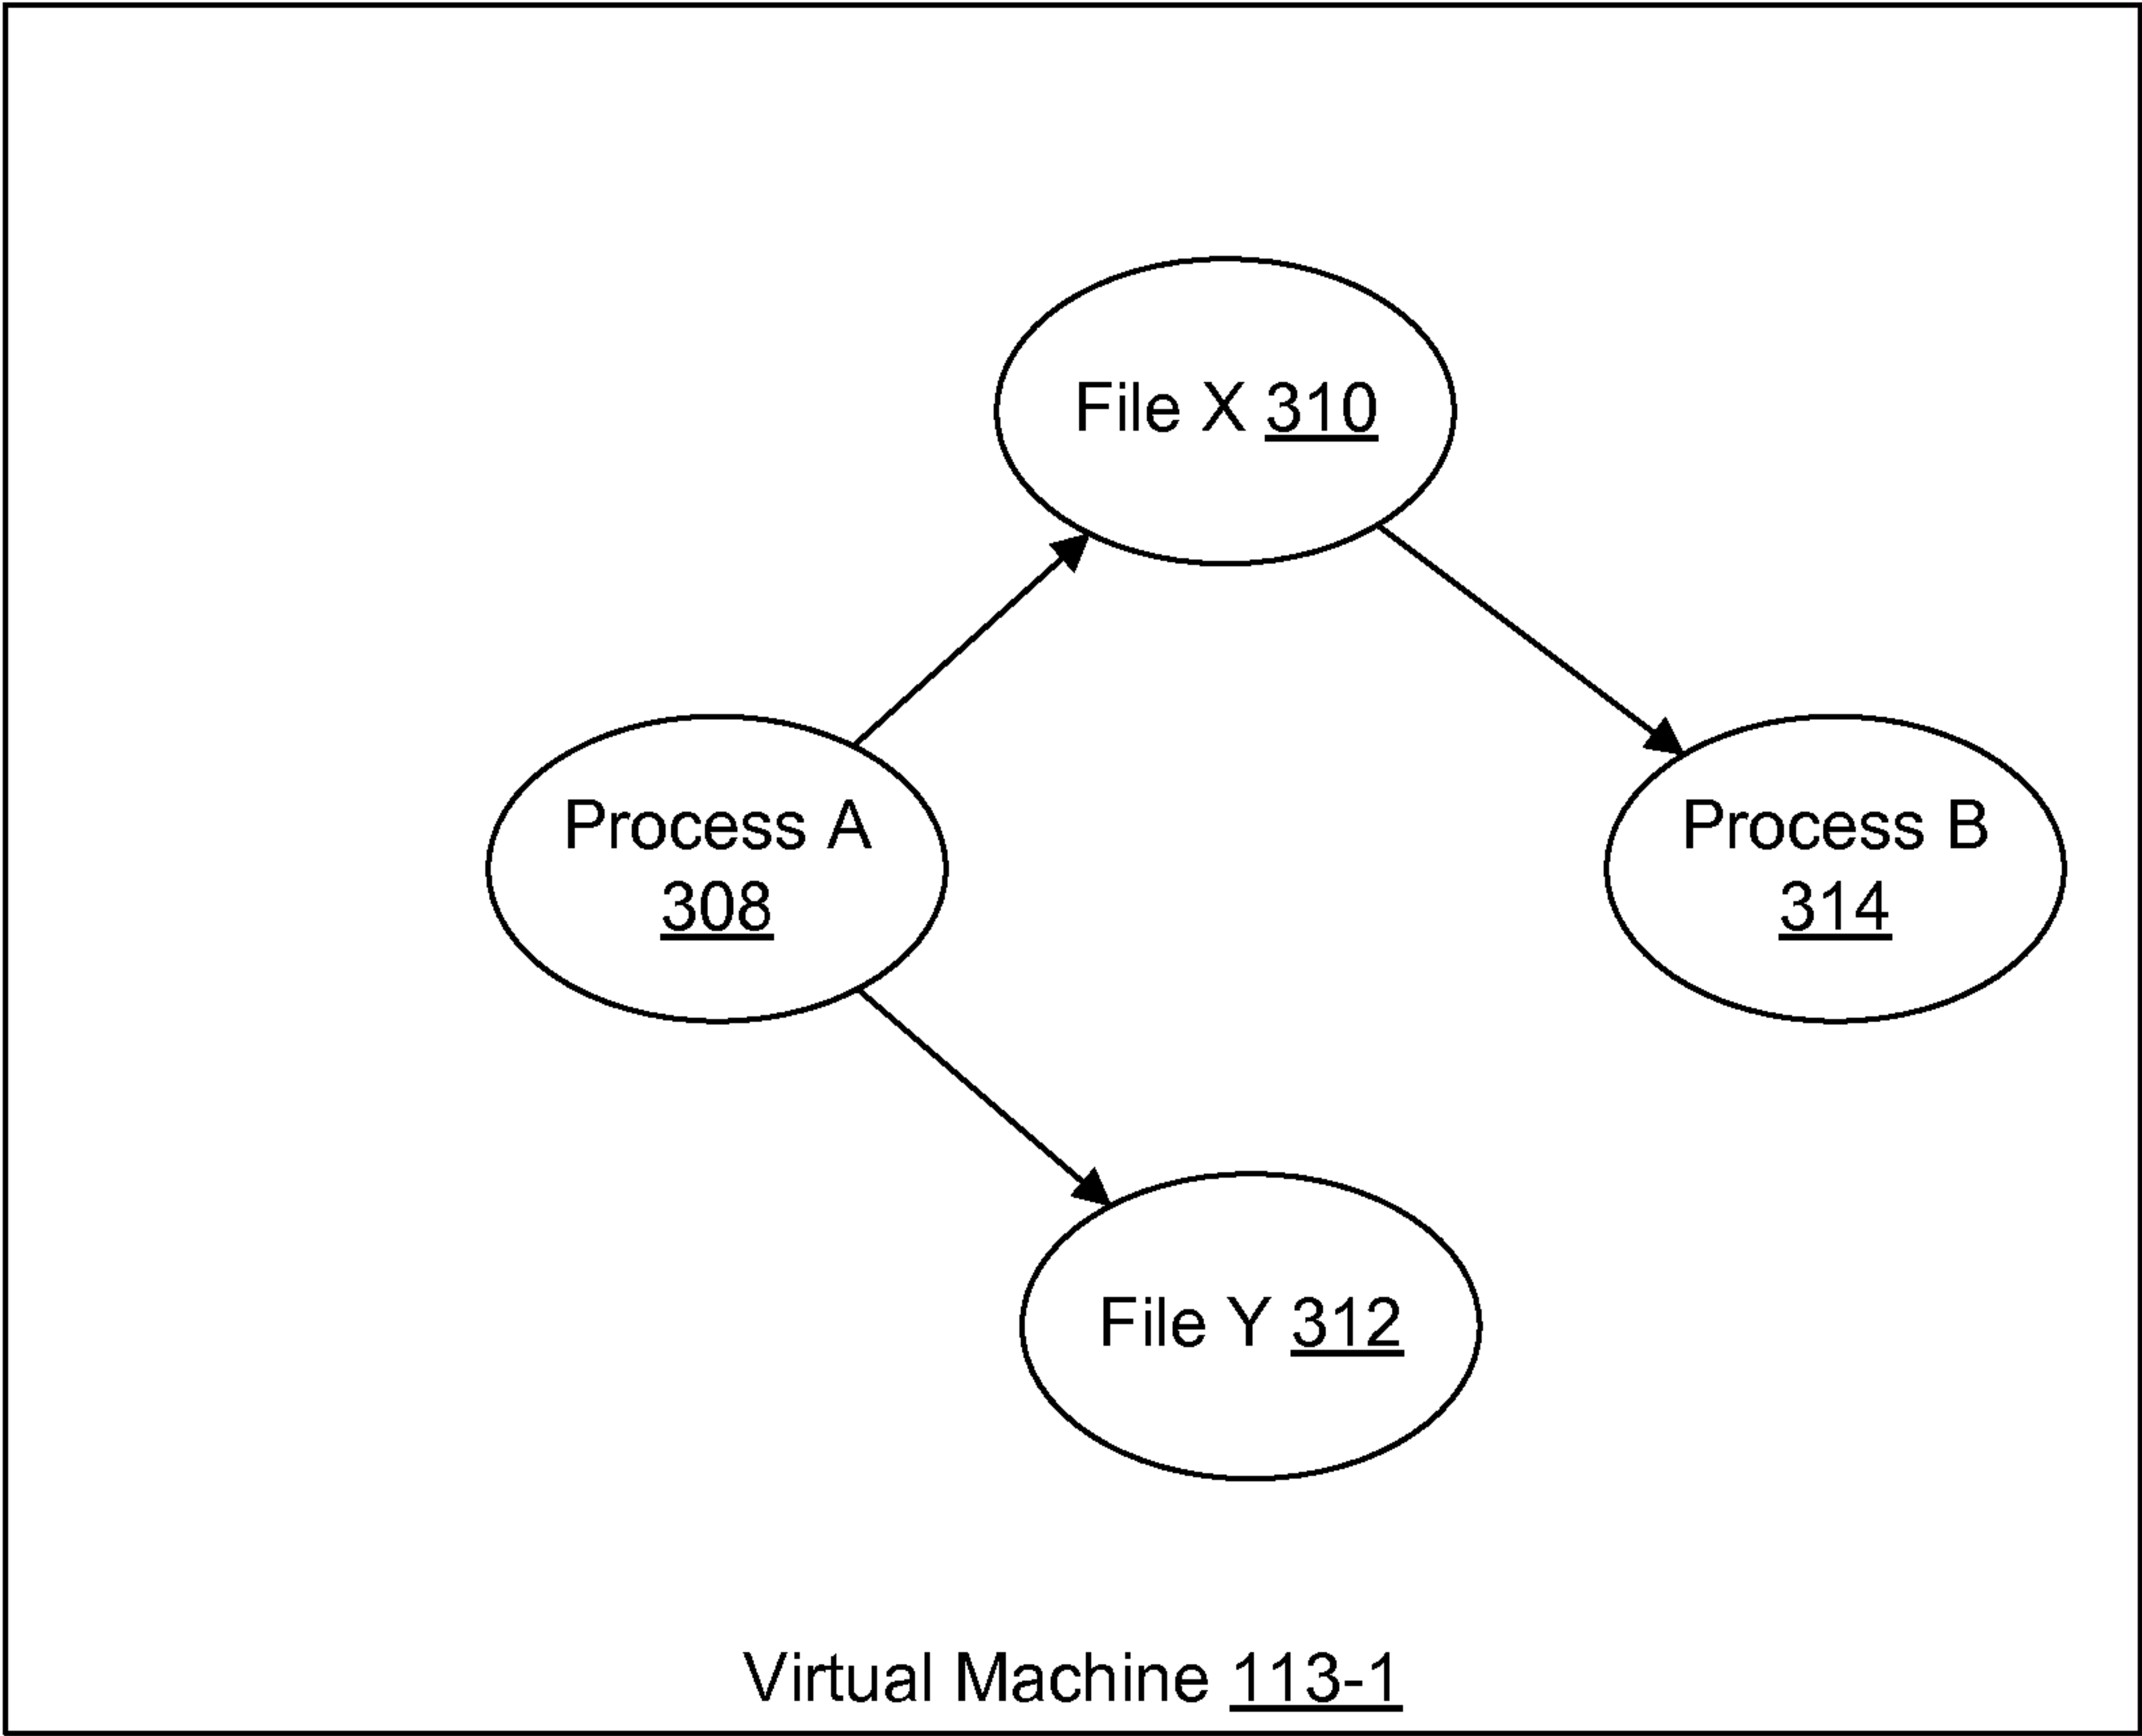 File X 310
Process A
308
Process B
314
File Y 312
Virtual Machine 113-1